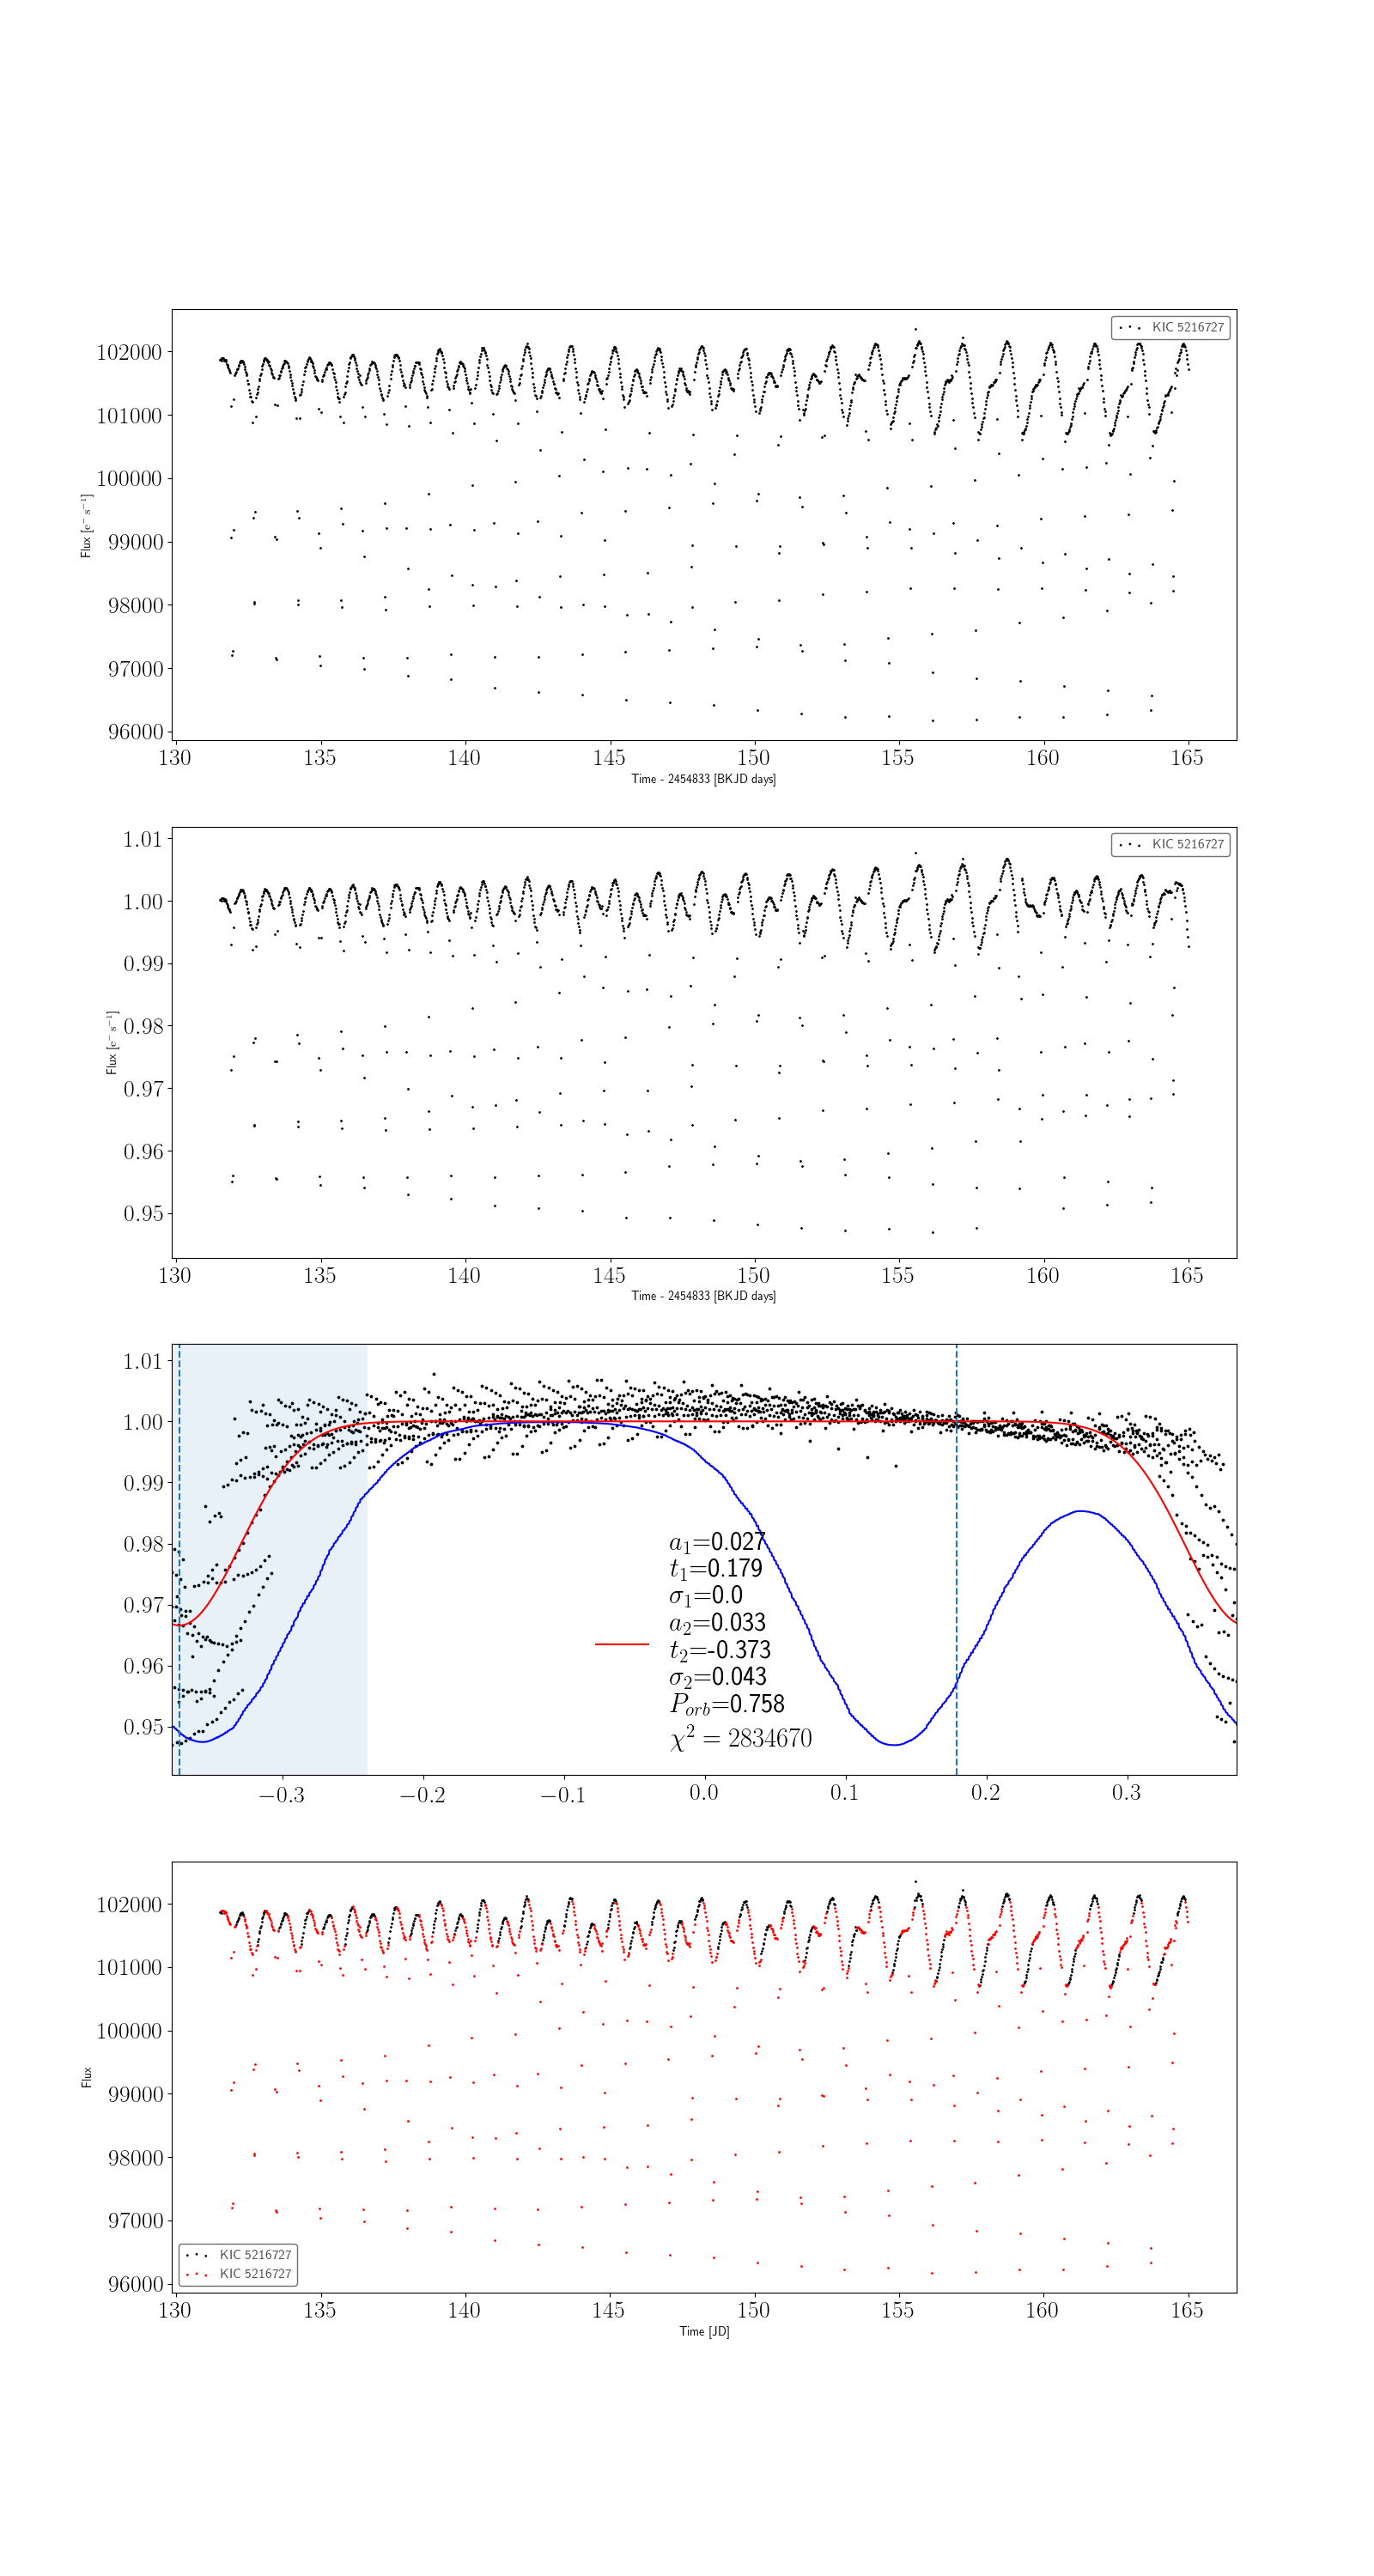 KIC 5216727
102000
101000
100000
99000
98000
97000
96000
Flux [e⁻ s⁻¹]
130 135 140 145 150 155 160 165
Time - 2454833 [BKJD days]
KIC 5216727
1.01
1.00
0.99
0.98
0.97
0.96
0.95
Flux [e⁻ s⁻¹]
130 135 140 145 150 155 160 165
Time - 2454833 [BKJD days]
1.01
1.00
0.99
0.98
0.97
0.96
0.95
a₁=0.027
t₁=0.179
σ₁=0.0
a₂=0.033
t₂=-0.373
σ₂=0.043
P_orb=0.758
χ² = 2834670
−0.3 −0.2 −0.1 0.0 0.1 0.2 0.3
102000
101000
100000
99000
98000
97000
96000
Flux
KIC 5216727
KIC 5216727
130 135 140 145 150 155 160 165
Time [JD]